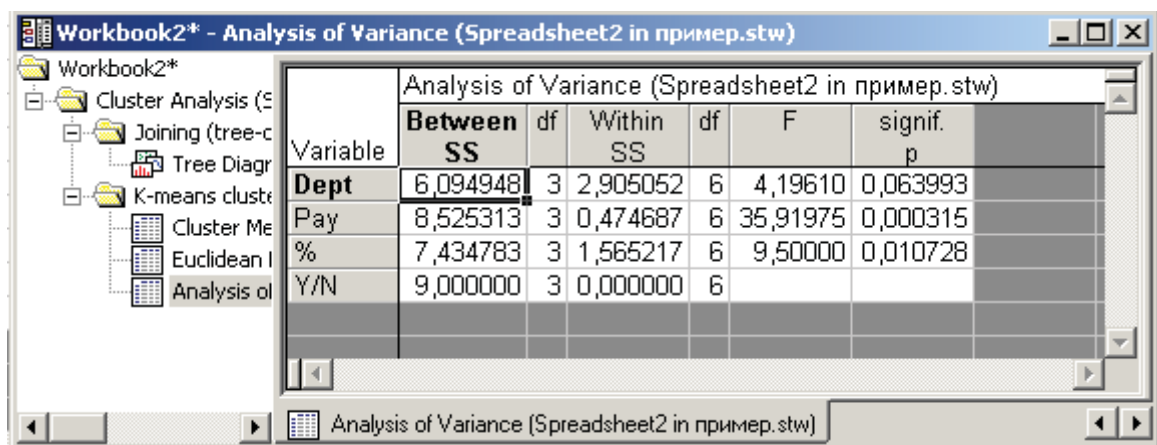 Workbook2* - Analysis of Variance (Spreadsheet2 in пример.stw)
Workbook2*
Cluster Analysis (S
Joining (tree-c
Tree Diagr
K-means cluste
Cluster Me
Euclidean
Analysis of
Analysis of Variance (Spreadsheet2 in пример.stw)
Variable Between SS df Within SS df F signif. p
Dept 6,094948 3 2,905052 6 4,19610 0,063993
Pay 8,525313 3 0,474687 6 35,91975 0,000315
% 7,434783 3 1,565217 6 9,50000 0,010728
Y/N 9,000000 3 0,000000 6
Analysis of Variance (Spreadsheet2 in пример.stw)